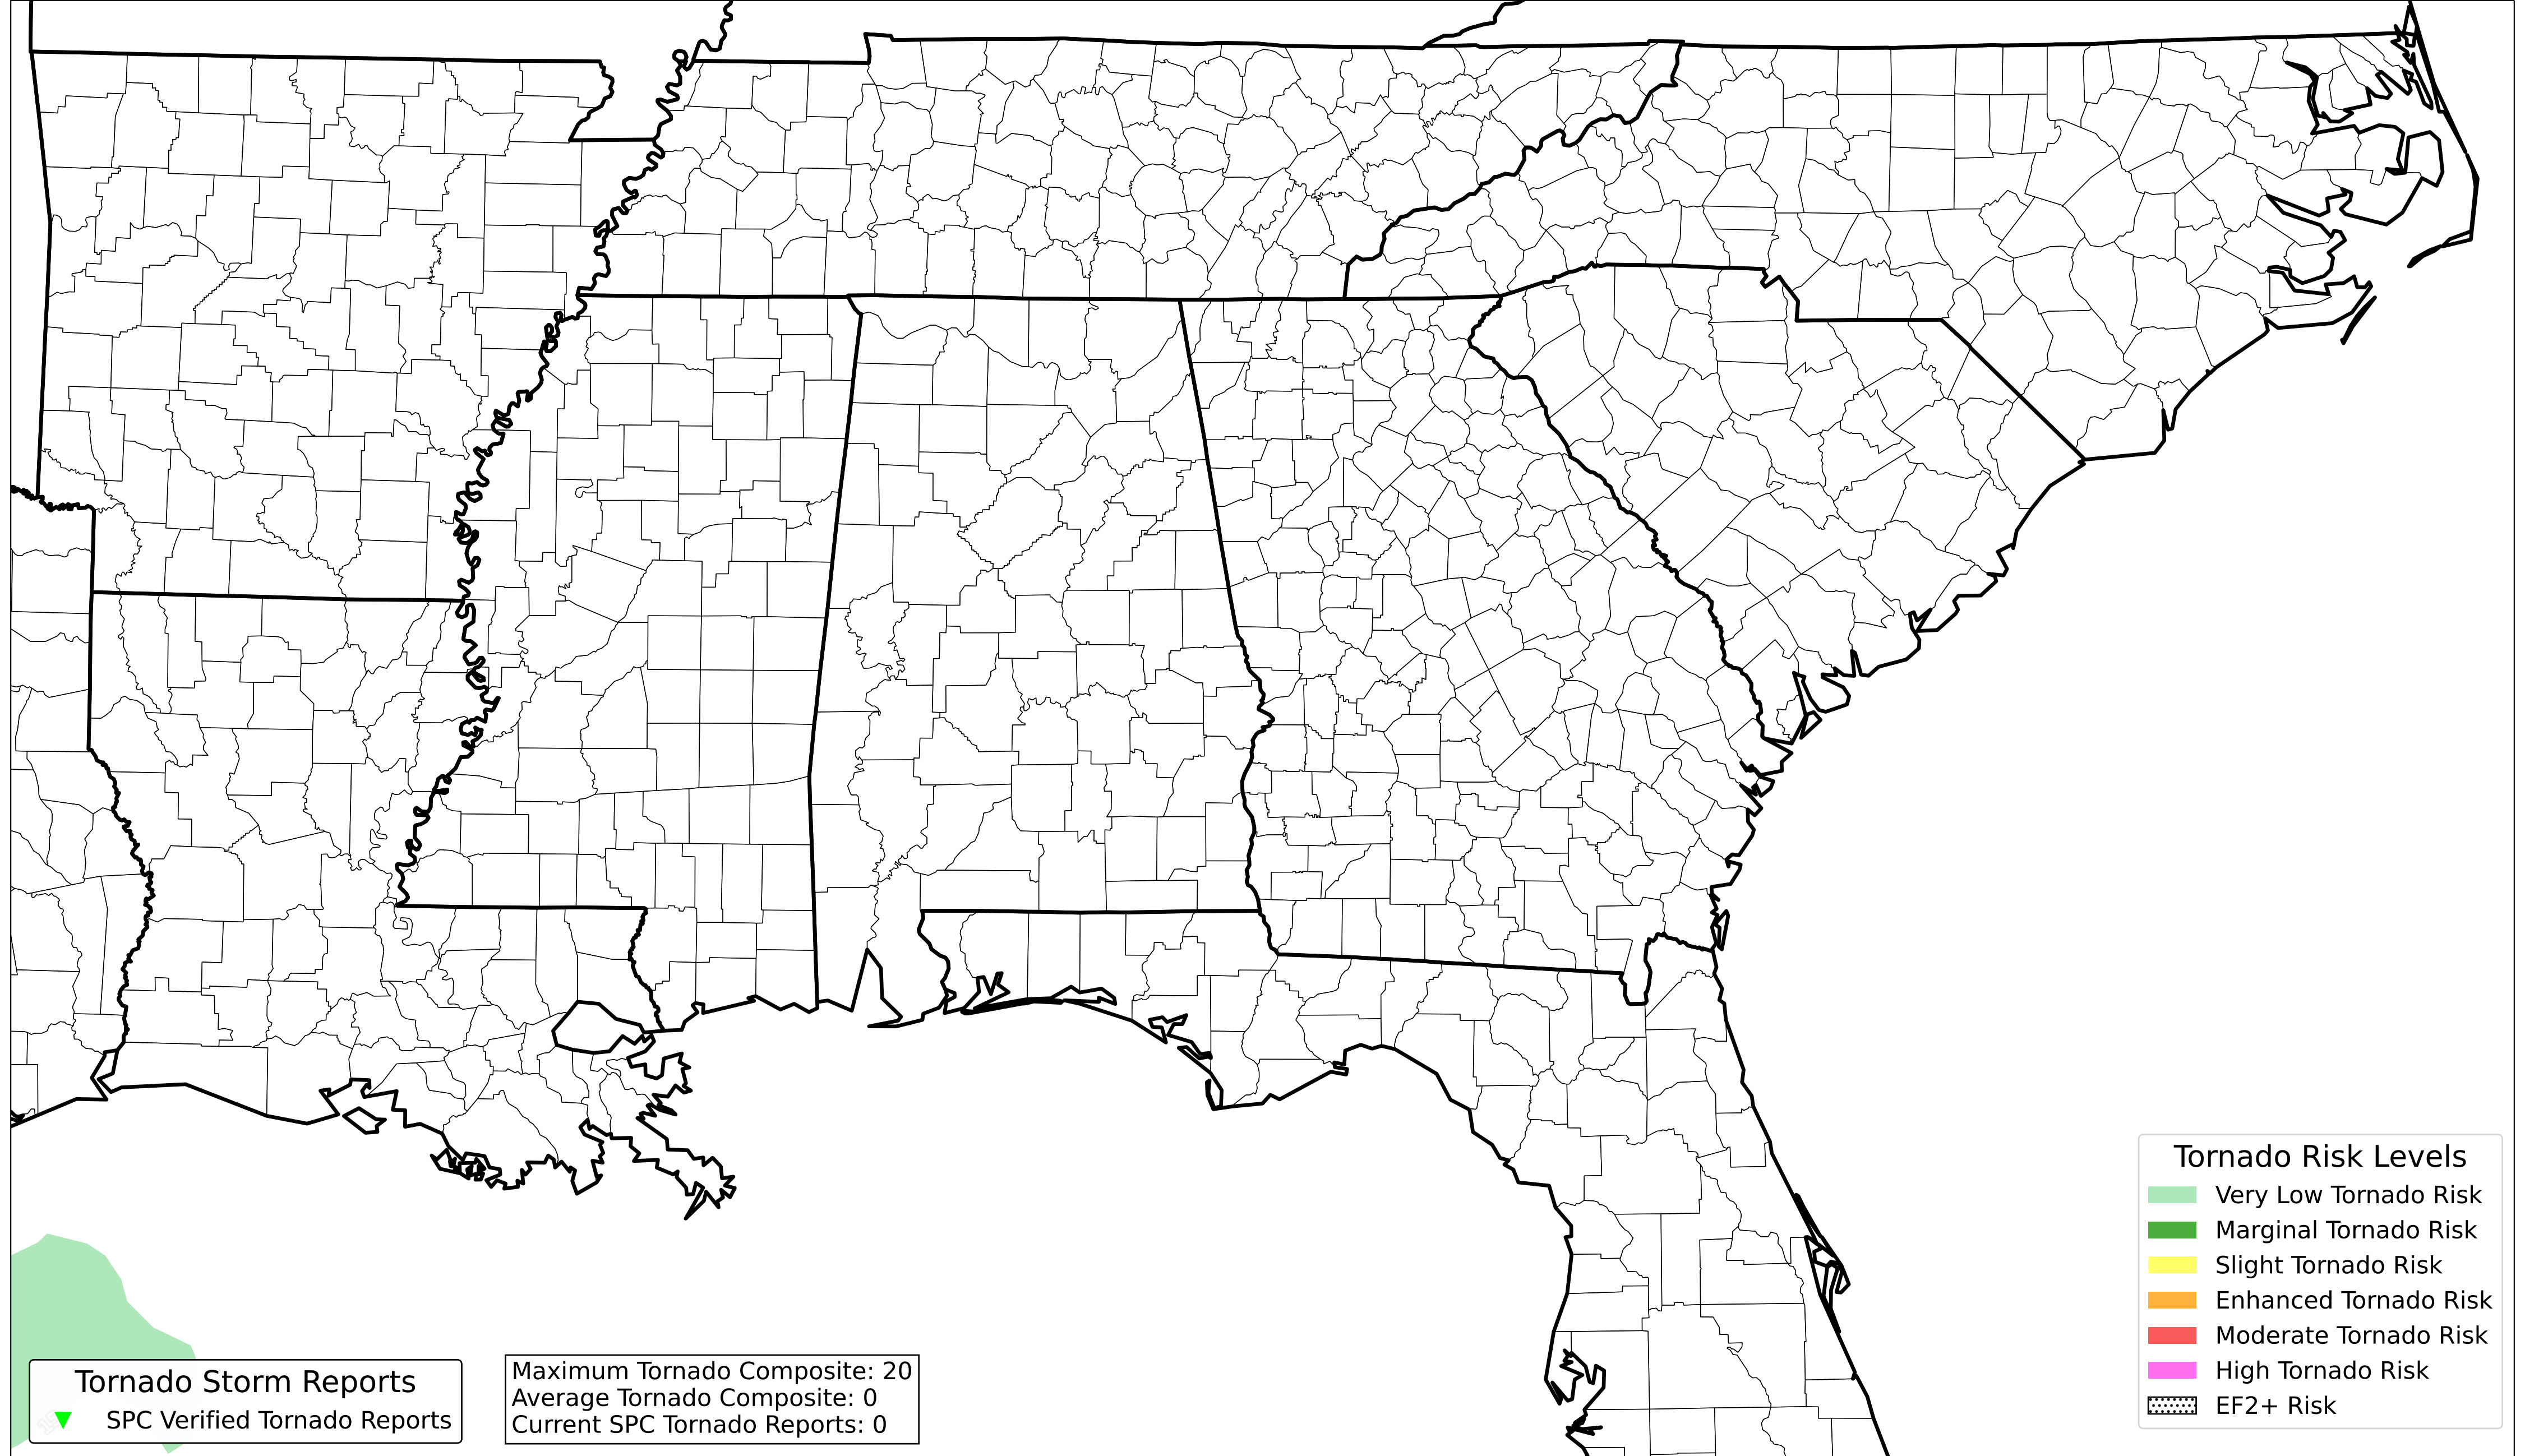 Tornado Risk Levels
Very Low Tornado Risk
Marginal Tornado Risk
Slight Tornado Risk
Enhanced Tornado Risk
Moderate Tornado Risk
High Tornado Risk
EF2+ Risk
Tornado Storm Reports
SPC Verified Tornado Reports
Maximum Tornado Composite: 20
Average Tornado Composite: 0
Current SPC Tornado Reports: 0